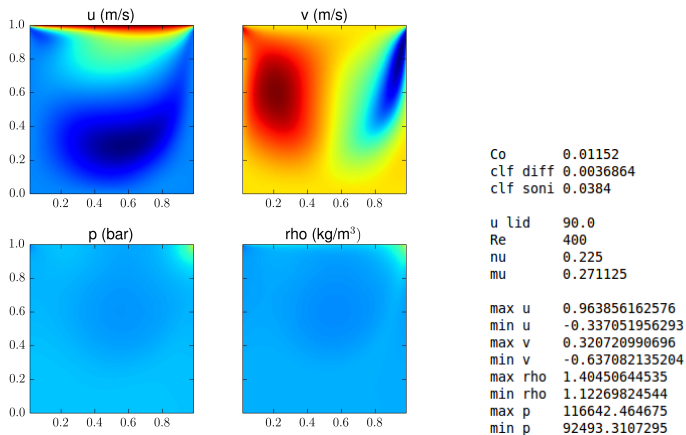 u (m/s)
v (m/s)
1.0
0.8
0.6
0.4
0.2
0.0
0.2 0.4 0.6 0.8
0.2 0.4 0.6 0.8
p (bar)
rho (kg/m³)
1.0
0.8
0.6
0.4
0.2
0.0
0.2 0.4 0.6 0.8
0.2 0.4 0.6 0.8
Co 0.01152
clf diff 0.0036864
clf soni 0.0384
u lid 90.0
Re 400
nu 0.225
mu 0.271125
max u 0.963856162576
min u -0.337051956293
max v 0.320720990696
min v -0.637082135204
max rho 1.40450644535
min rho 1.12269824544
max p 116642.464675
min p 92493.3107295